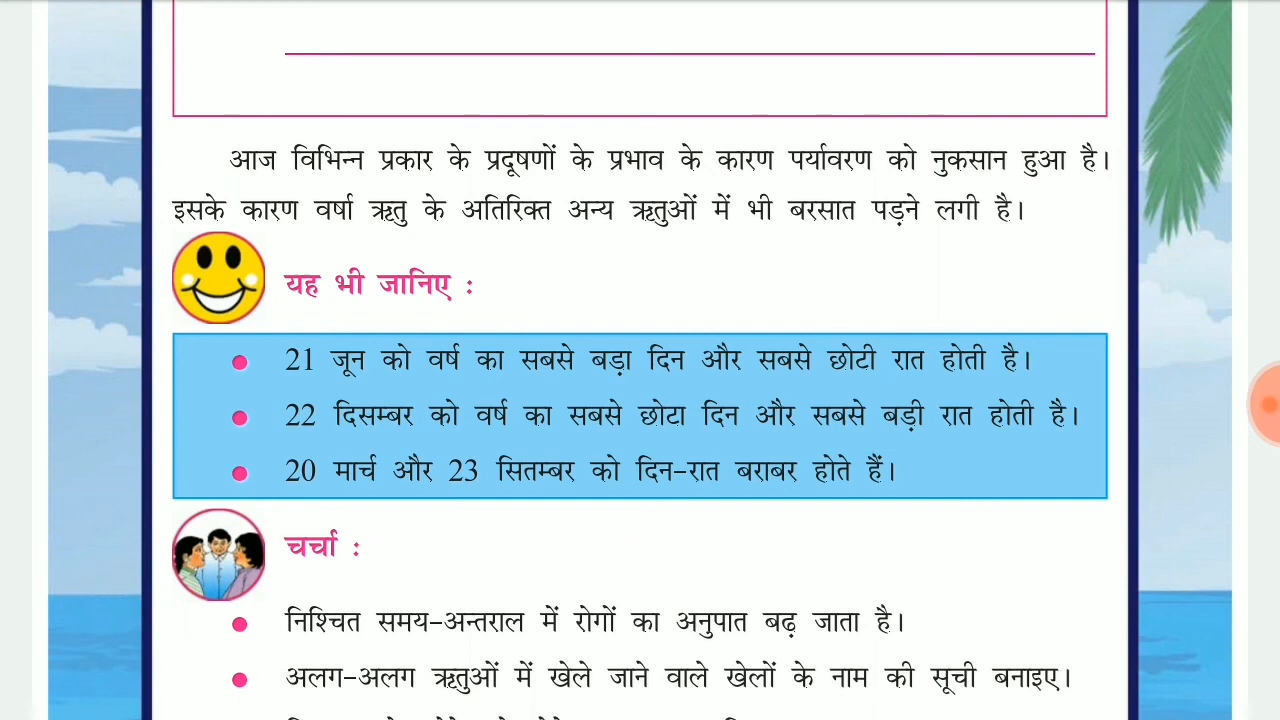 आज विभिन्न प्रकार के प्रदूषणों के प्रभाव के कारण पर्यावरण को नुकसान हुआ है।
इसके कारण वर्षा ऋतु के अतिरिक्त अन्य ऋतुओं में भी बरसात पड़ने लगी है।
यह भी जानिए :
● 21 जून को वर्ष का सबसे बड़ा दिन और सबसे छोटी रात होती है।
● 22 दिसम्बर को वर्ष का सबसे छोटा दिन और सबसे बड़ी रात होती है।
● 20 मार्च और 23 सितम्बर को दिन-रात बराबर होते हैं।
चर्चा :
● निश्चित समय-अन्तराल में रोगों का अनुपात बढ़ जाता है।
● अलग-अलग ऋतुओं में खेले जाने वाले खेलों के नाम की सूची बनाइए।